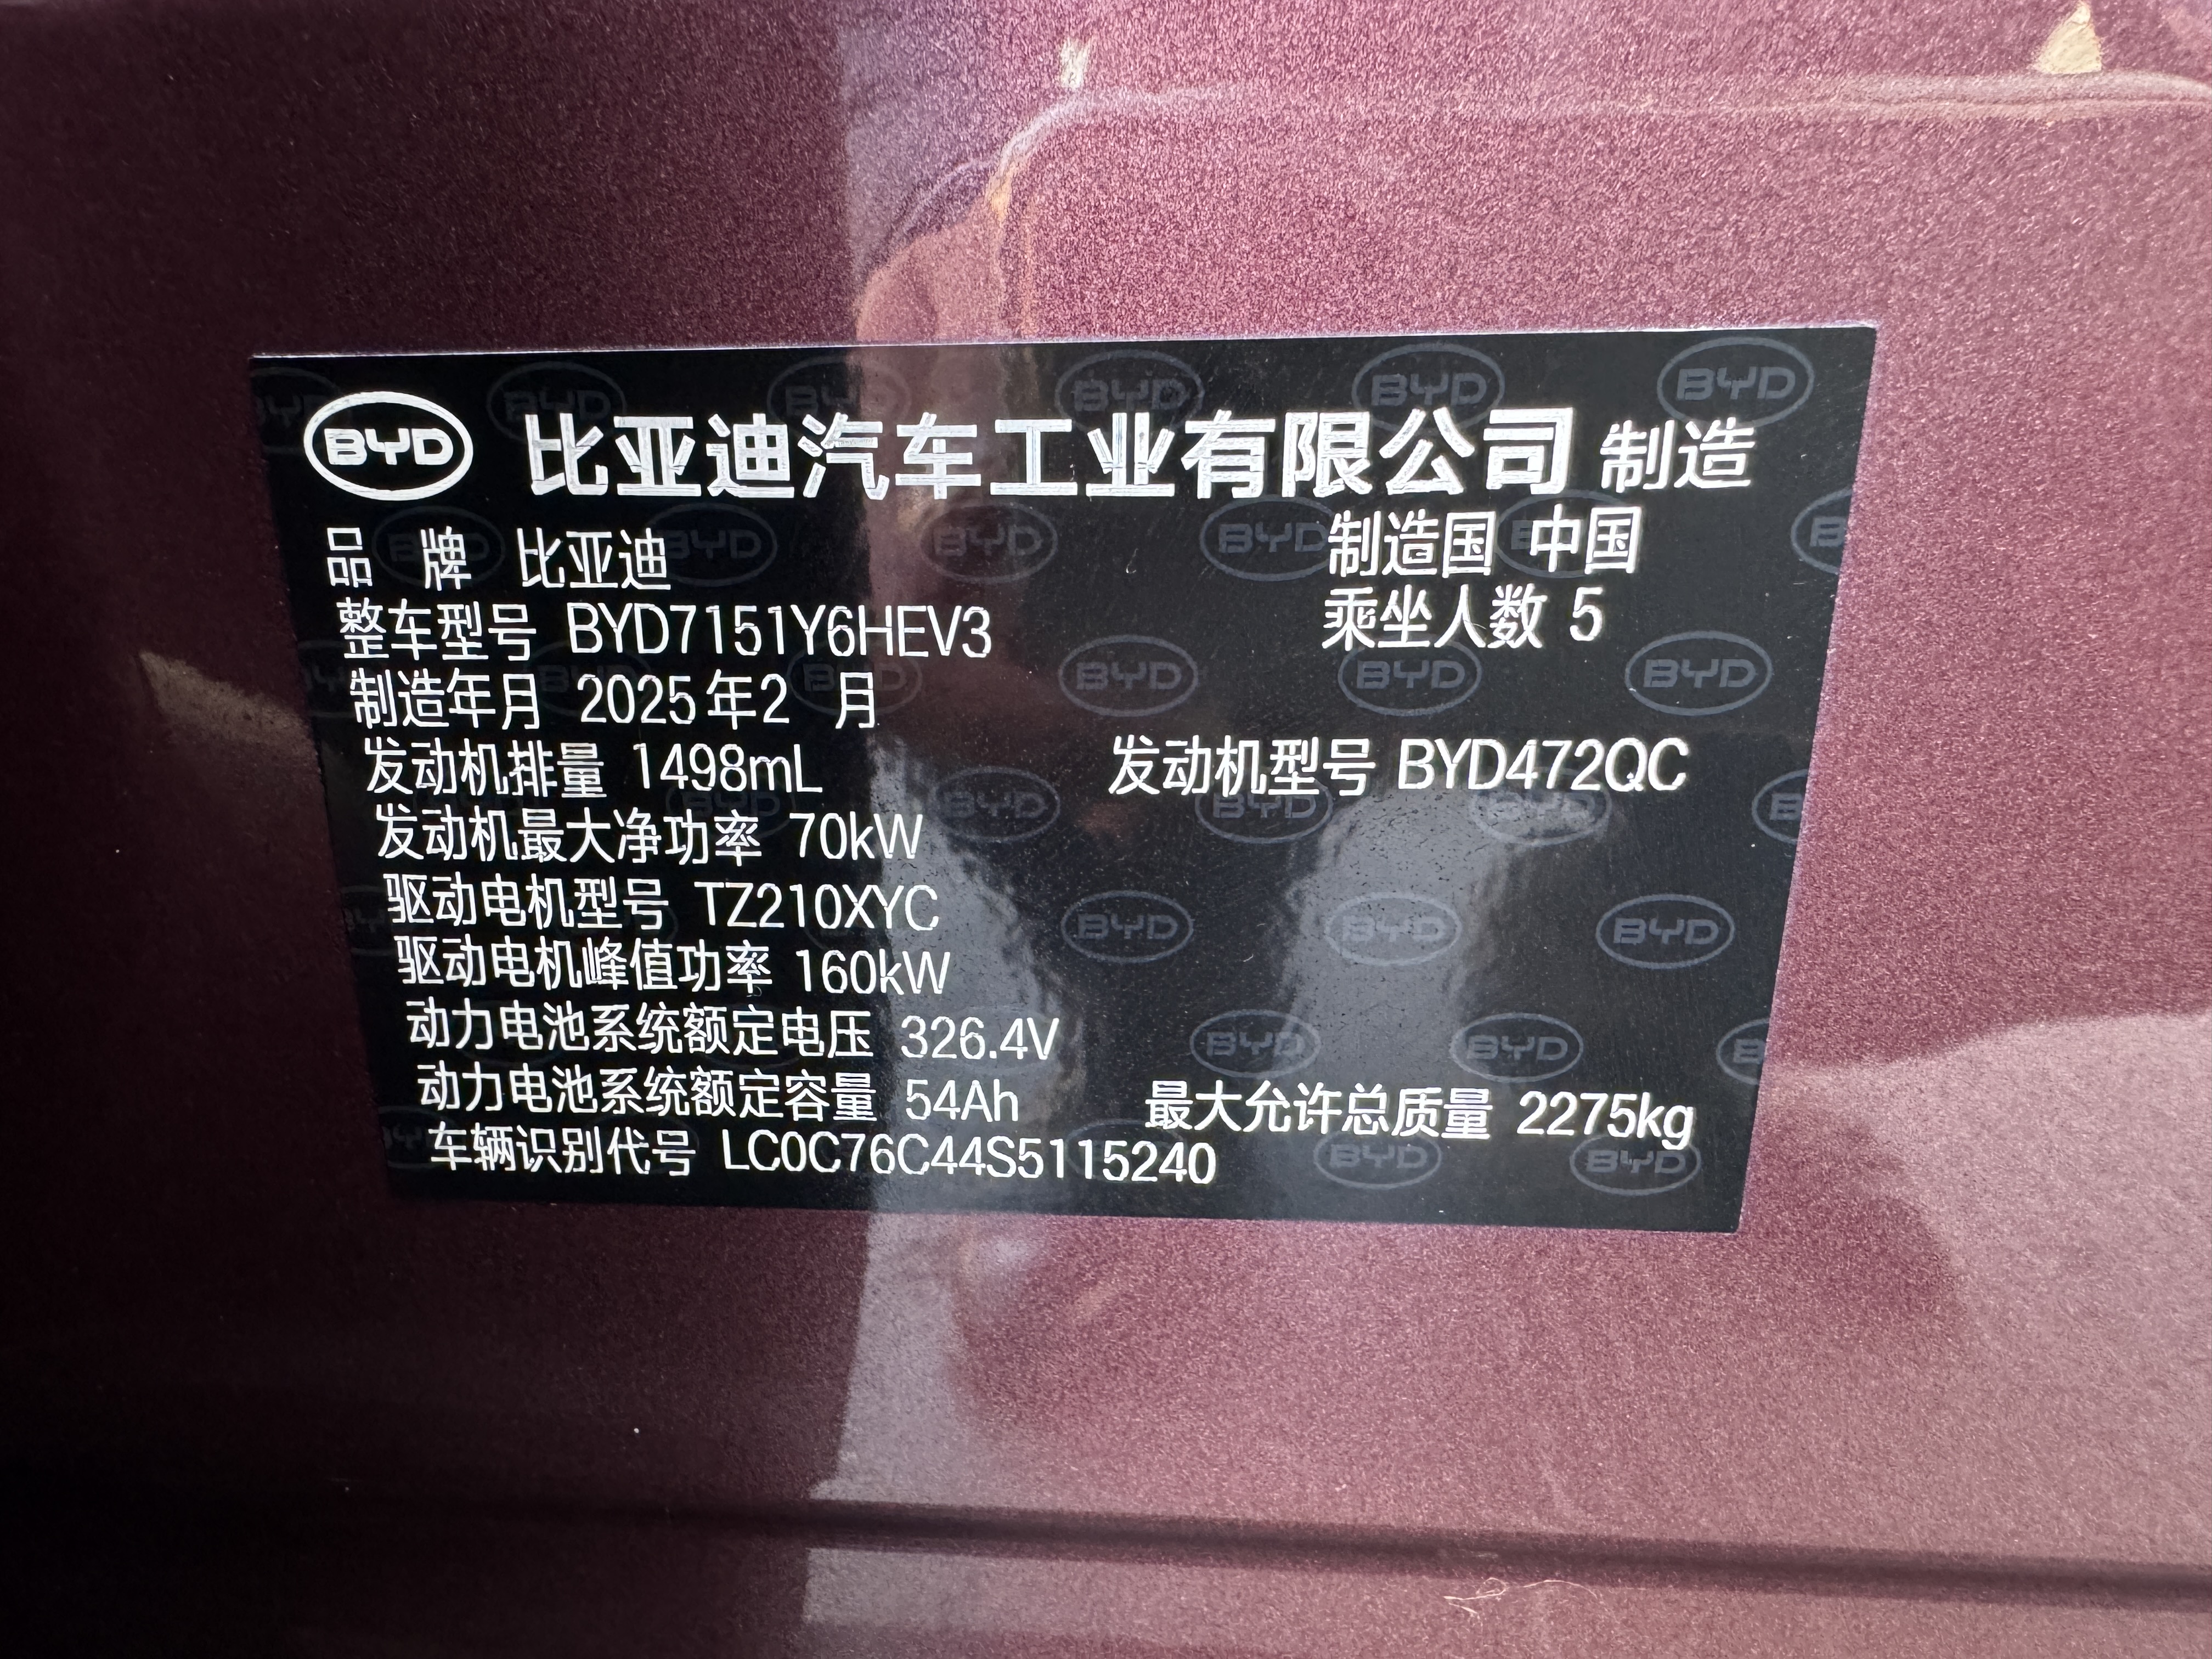 BYD 比亚迪汽车工业有限公司 制造
品 牌 比亚迪 制造国 中国
整车型号 BYD7151Y6HEV3 乘坐人数 5
制造年月 2025年2 月
发动机排量 1498mL 发动机型号 BYD472QC
发动机最大净功率 70kW
驱动电机型号 TZ210XYC
驱动电机峰值功率 160kW
动力电池系统额定电压 326.4V
动力电池系统额定容量 54Ah 最大允许总质量 2275kg
车辆识别代号 LC0C76C44S5115240